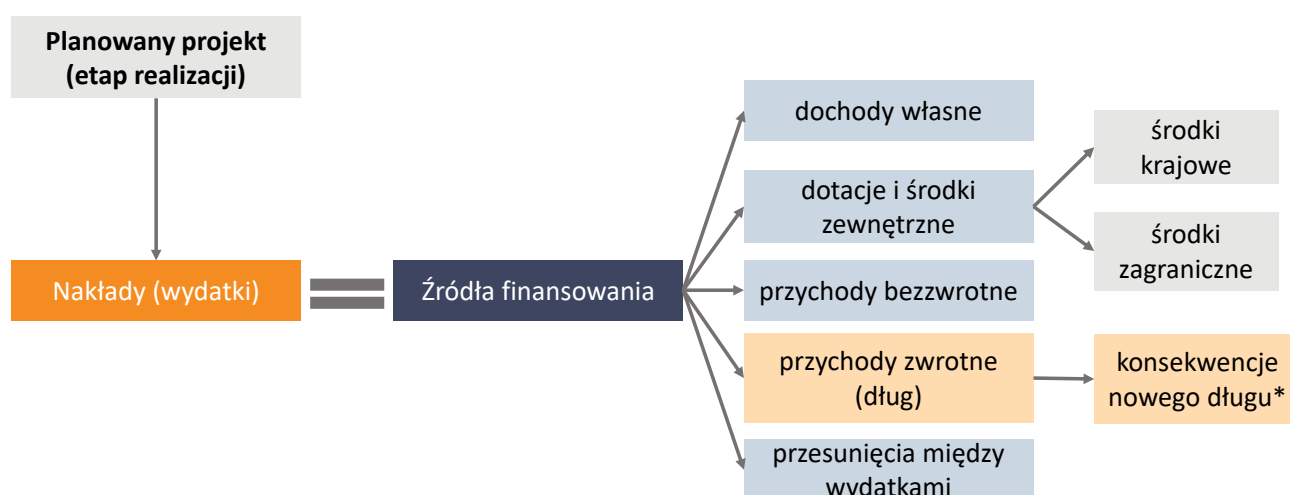 Planowany projekt
(etap realizacji)
Nakłady (wydatki)
Źródła finansowania
dochody własne
dotacje i środki
zewnętrzne
przychody bezzwrotne
przychody zwrotne
(dług)
przesunięcia między
wydatkami
środki
krajowe
środki
zagraniczne
konsekwencje
nowego długu*